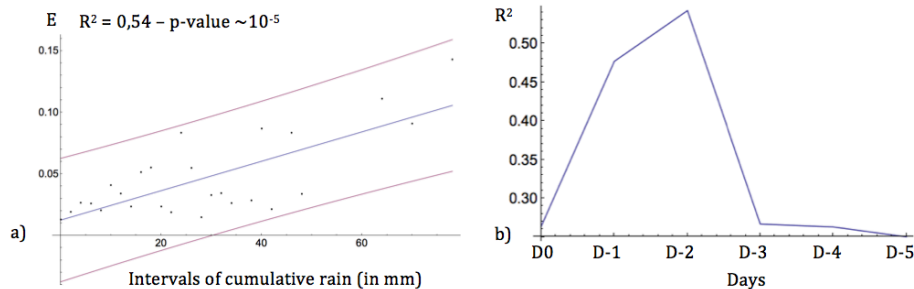 E R² = 0,54 – p-value ~10⁻⁵
0.15
0.10
0.05
20 40 60
a)
Intervals of cumulative rain (in mm)
R²
0.50
0.45
0.40
0.35
0.30
b)
D0 D-1 D-2 D-3 D-4 D-5
Days